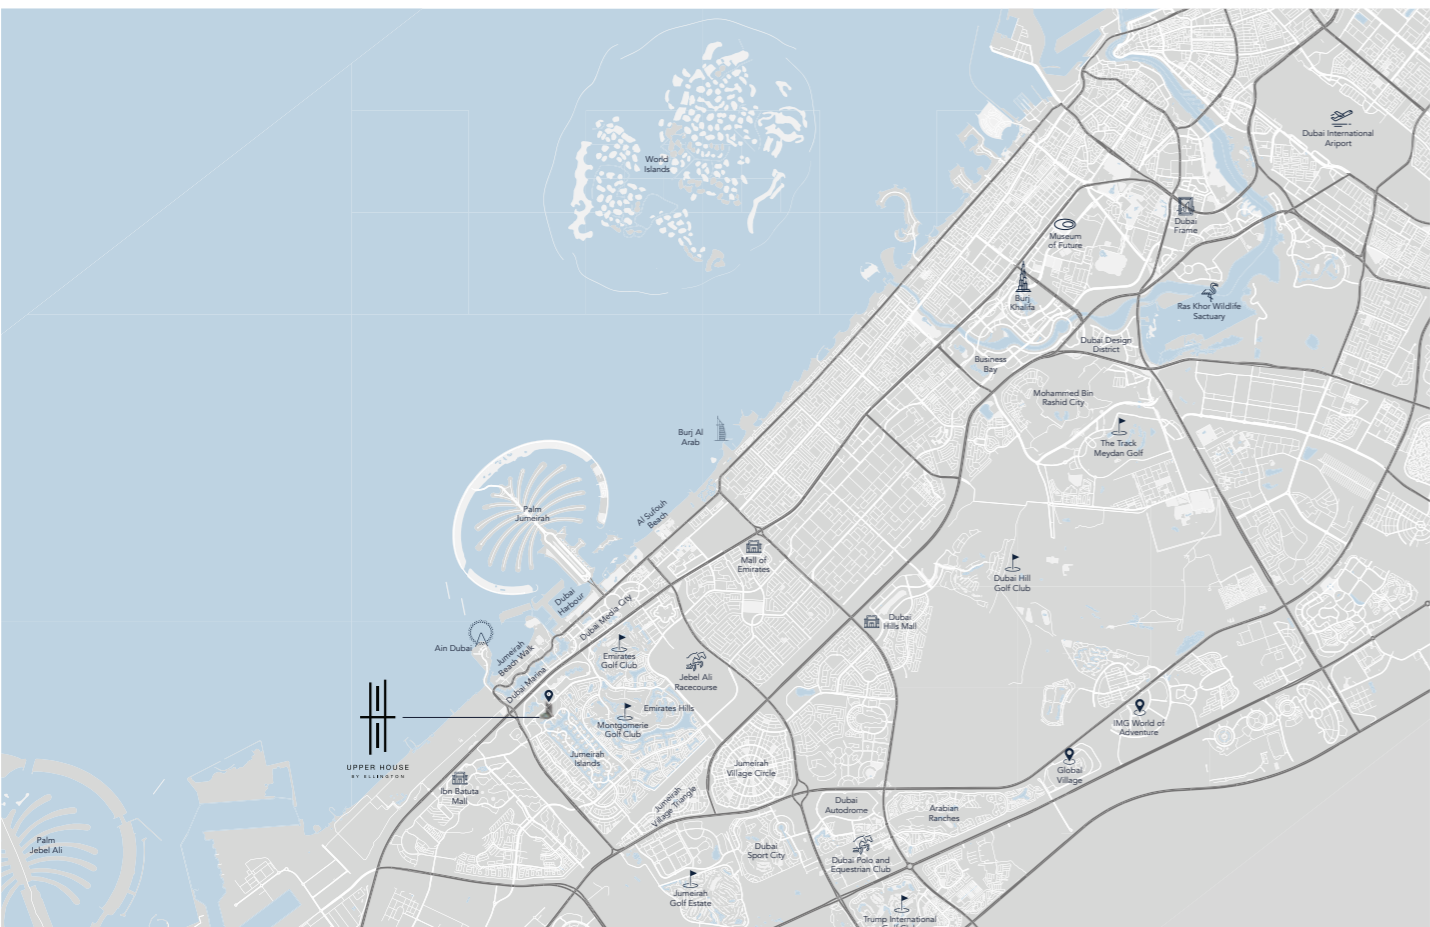 Dubai International
Ariport
World
Islands
Dubai
Frame
Museum
of Future
Burj
Khalifa
Ras Khor Wildlife
Sactuary
Dubai Design
District
Business
Bay
Mohammed Bin
Rashid City
Burj Al
Arab
The Track
Meydan Golf
Palm
Jumeirah
Al Sufouh
Beach
Mall of
Emirates
Dubai Hill
Golf Club
Dubai
Harbour
Dubai Media City
Dubai
Hills Mall
Ain Dubai
Jumeirah
Beach Walk
Emirates
Golf Club
Dubai Marina
Jebel Ali
Racecourse
Emirates Hills
Montgomerie
Golf Club
IMG World of
Adventure
UPPER HOUSE
BY ELLINGTON
Jumeirah
Islands
Jumeirah
Village Circle
Global
Village
Ibn Batuta
Mall
Jumeirah
Village Triangle
Dubai
Autodrome
Arabian
Ranches
Palm
Jebel Ali
Dubai
Sport City
Dubai Polo and
Equestrian Club
Jumeirah
Golf Estate
Trump International
Golf Club